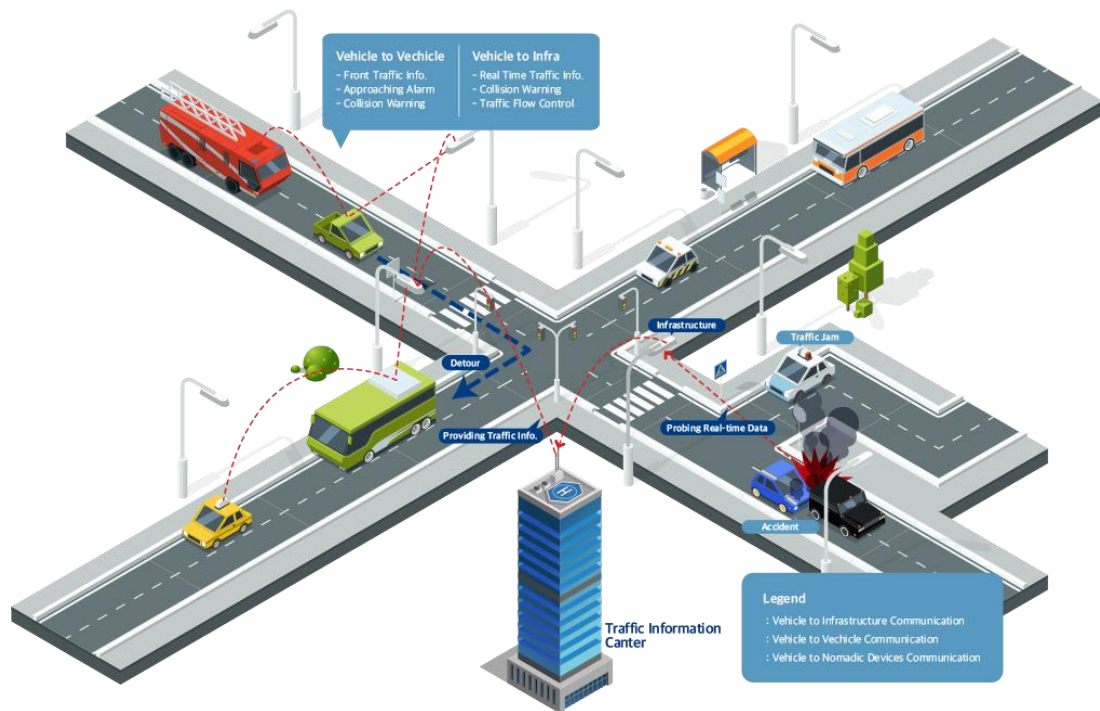 Vehicle to Vechicle
- Front Traffic Info.
- Approaching Alarm
- Collision Warning
Vehicle to Infra
- Real Time Traffic Info.
- Collision Warning
- Traffic Flow Control
Infrastructure
Traffic Jam
Detour
Providing Traffic Info.
Probing Real-time Data
H
Accident
Traffic Information
Canter
Legend
: Vehicle to Infrastructure Communication
: Vehicle to Vechicle Communication
: Vehicle to Nomadic Devices Communication